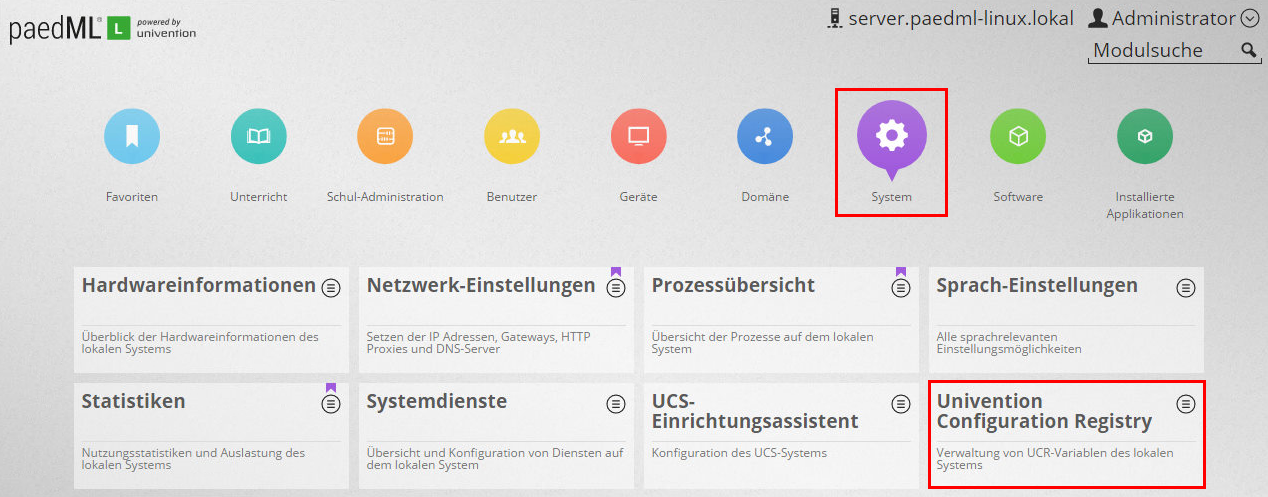 paedML® L powered by
univention
server.paedml-linux.lokal Administrator
Modulsuche
Favoriten Unterricht Schul-Administration Benutzer Geräte Domäne System Software Installierte
Applikationen
Hardwareinformationen
Überblick der Hardwareinformationen des
lokalen Systems
Netzwerk-Einstellungen
Setzen der IP Adressen, Gateways, HTTP
Proxies und DNS-Server
Prozessübersicht
Übersicht der Prozesse auf dem lokalen
System
Sprach-Einstellungen
Alle sprachrelevanten
Einstellungsmöglichkeiten
Statistiken
Nutzungsstatistiken und Auslastung des
lokalen Systems
Systemdienste
Übersicht und Konfiguration von Diensten auf
dem lokalen System
UCS-
Einrichtungsassistent
Konfiguration des UCS-Systems
Univention
Configuration Registry
Verwaltung von UCR-Variablen des lokalen
Systems